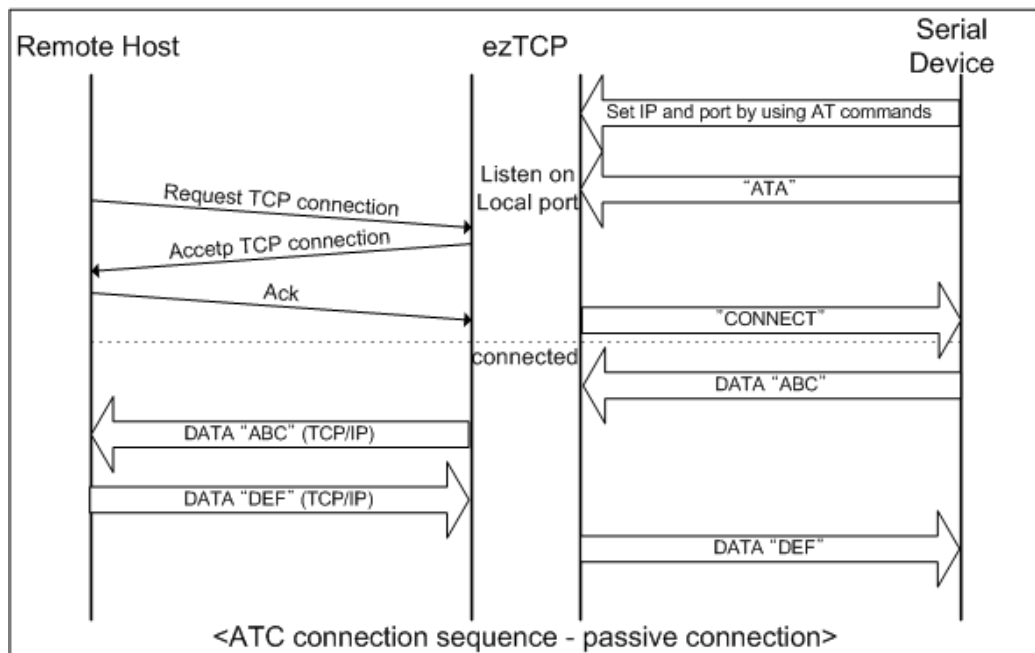 Remote Host
ezTCP
Serial
Device
Set IP and port by using AT commands
Listen on
Local port
"ATA"
Request TCP connection
Accetp TCP connection
Ack
"CONNECT"
connected
DATA "ABC"
DATA "ABC" (TCP/IP)
DATA "DEF" (TCP/IP)
DATA "DEF"
<ATC connection sequence - passive connection>